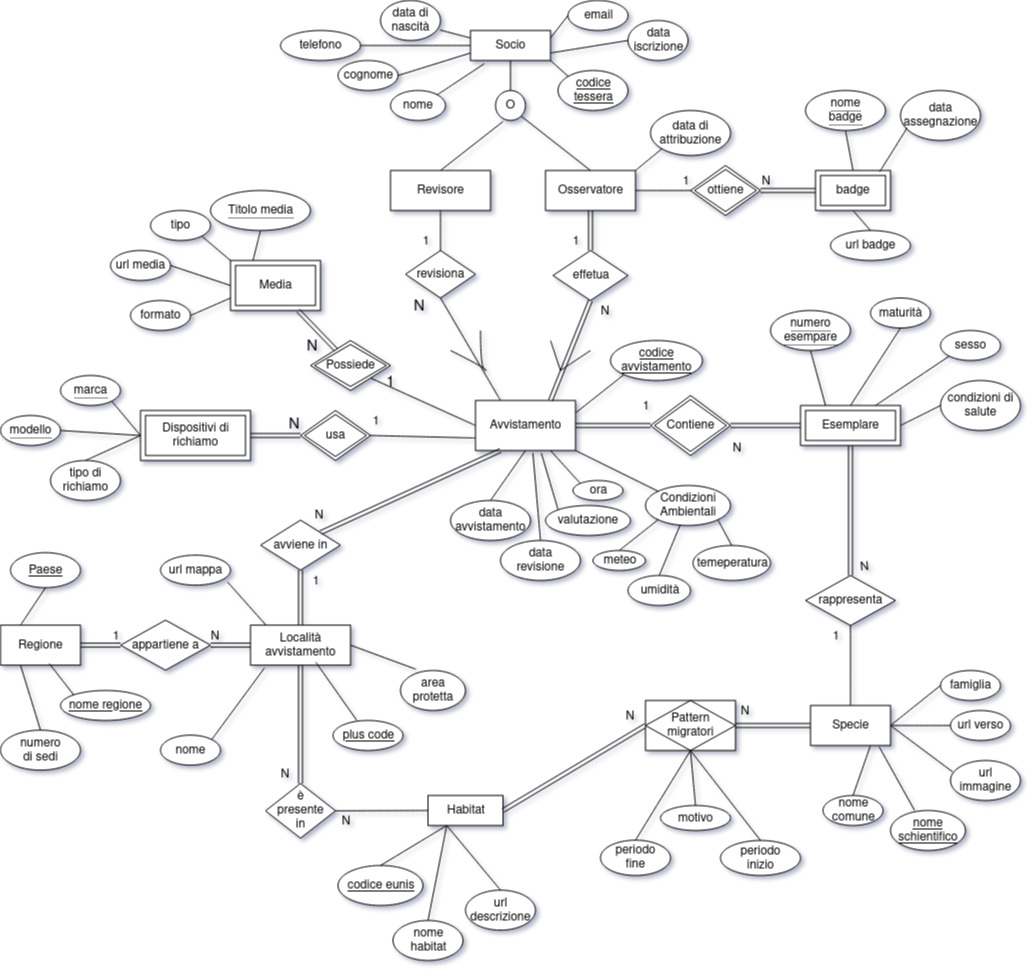 data di
nascità
email
telefono
Socio
data
iscrizione
cognome
codice
tessera
nome
O
nome
badge
data
assegnazione
data di
attribuzione
Revisore
Osservatore
1
ottiene
N
badge
Titolo media
tipo
url media
Media
formato
1
revisiona
N
1
effetua
N
url badge
N
Possiede
1
codice
avvistamento
numero
esempare
maturità
sesso
condizioni di
salute
marca
modello
tipo di
richiamo
Dispositivi di
richiamo
N
usa
1
Avvistamento
1
Contiene
N
Esemplare
data
avvistamento
ora
valutazione
data
revisione
Condizioni
Ambientali
meteo
umidità
temeperatura
N
avviene in
1
N
rappresenta
1
Paese
url mappa
Regione
1
appartiene a
N
Località
avvistamento
nome regione
numero
di sedi
nome
plus code
area
protetta
N
è
presente
in
N
Habitat
codice eunis
nome
habitat
url
descrizione
N
Pattern
migratori
N
periodo
fine
motivo
periodo
inizio
Specie
famiglia
url verso
url
immagine
nome
comune
nome
schientifico